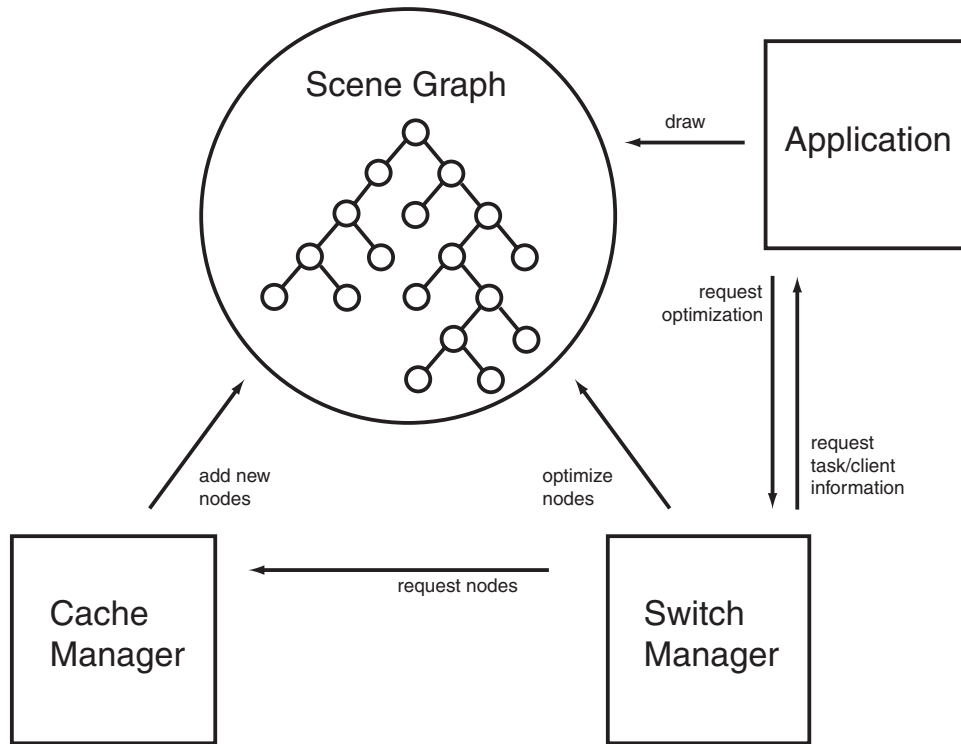 Scene Graph
draw
Application
request
optimization
request
task/client
information
add new
nodes
optimize
nodes
request nodes
Cache
Manager
Switch
Manager